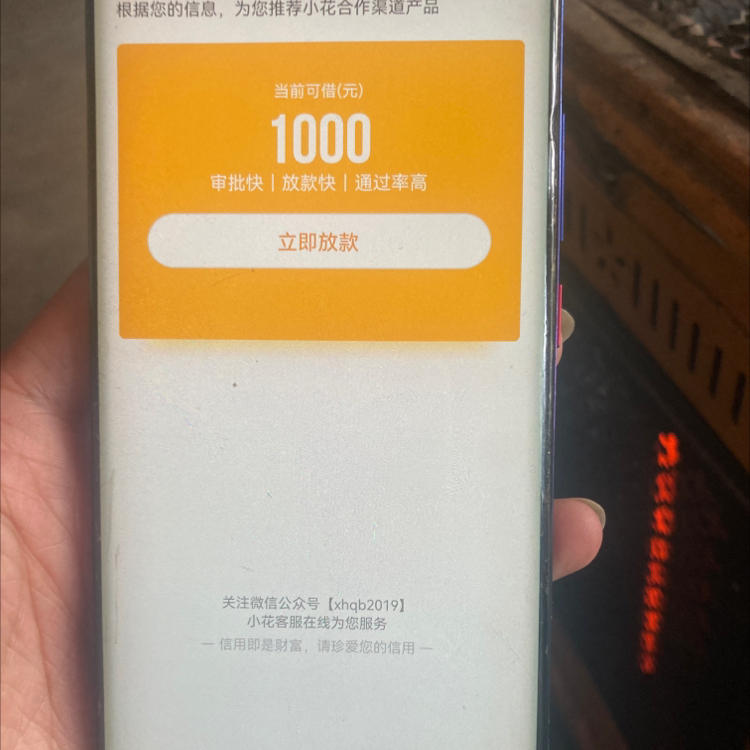 根据您的信息，为您推荐小花合作渠道产品
当前可借(元)
1000
审批快丨放款快丨通过率高
立即放款
关注微信公众号【xhqb2019】
小花客服在线为您服务
— 信用即是财富，请珍爱您的信用 —